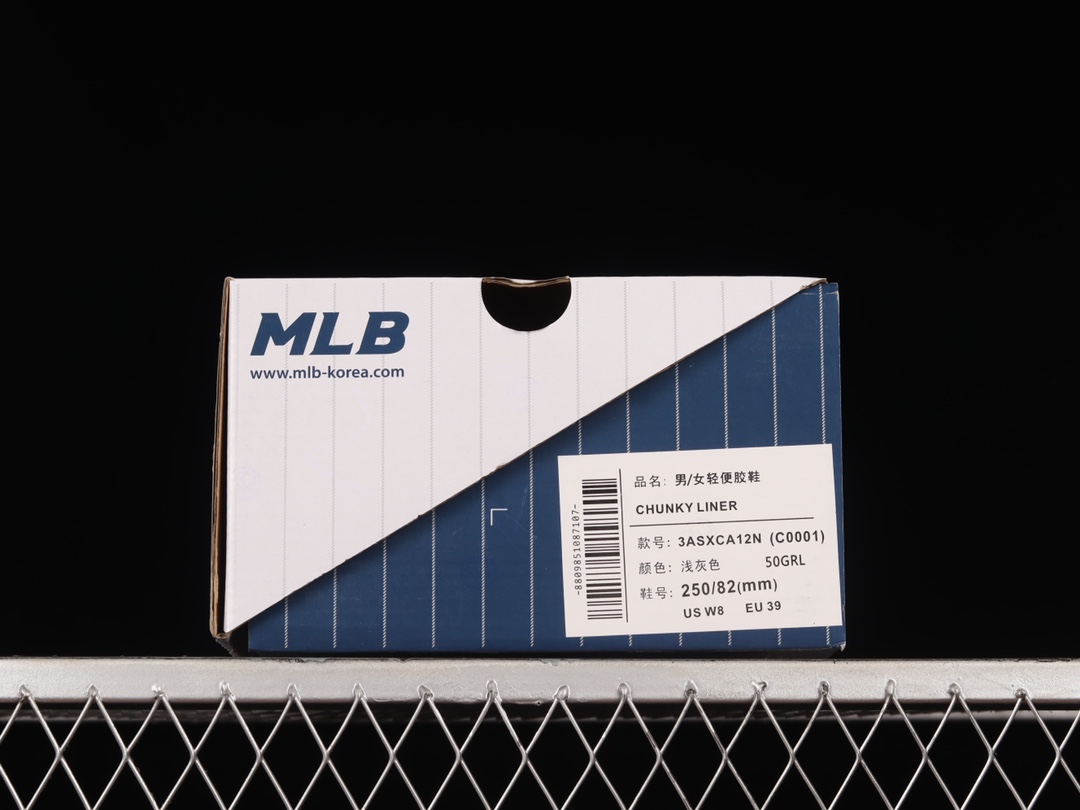 MLB
www.mlb-korea.com
-8809851087107-
品名: 男/女轻便胶鞋
CHUNKY LINER
款号: 3ASXCA12N (C0001)
颜色: 浅灰色 50GRL
鞋号: 250/82(mm)
US W8 EU 39